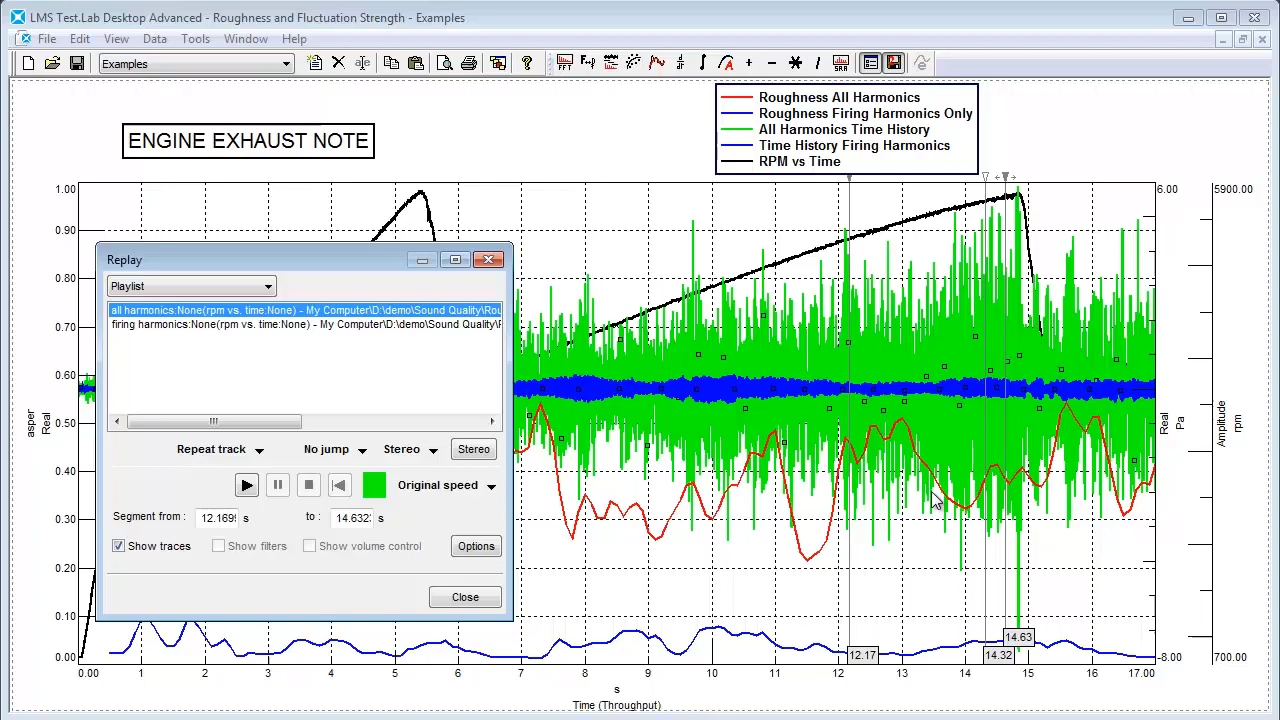 LMS Test.Lab Desktop Advanced - Roughness and Fluctuation Strength - Examples
File Edit View Data Tools Window Help
Examples
ENGINE EXHAUST NOTE
Roughness All Harmonics
Roughness Firing Harmonics Only
All Harmonics Time History
Time History Firing Harmonics
RPM vs Time
1.00
0.90
0.80
0.70
0.60
0.50
0.40
0.30
0.20
0.10
0.00
asper
Real
Replay
Playlist
all harmonics:None(rpm vs. time:None) - My Computer\D:\demo\Sound Quality\Rou
firing harmonics:None(rpm vs. time:None) - My Computer\D:\demo\Sound Quality\
Repeat track No jump Stereo Stereo
Original speed
Segment from : 12.169 s to : 14.632 s
Show traces Show filters Show volume control Options
Close
6.00
-8.00
Real
Pa
5900.00
700.00
Amplitude
rpm
12.17
14.32
14.63
0.00 1 2 3 4 5 6 7 8 9 10 11 12 13 14 15 16 17.00
s
Time (Throughput)